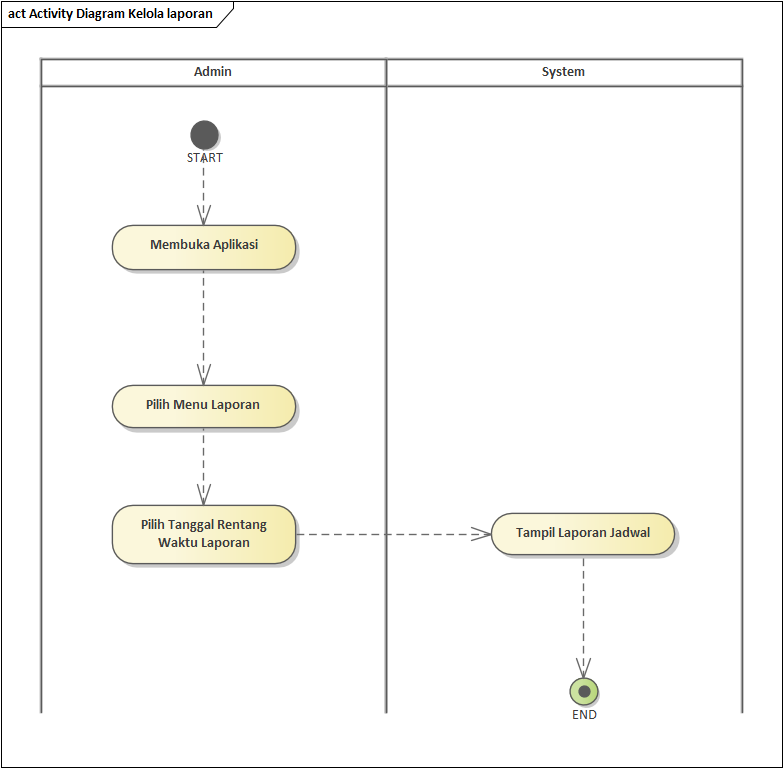 act Activity Diagram Kelola laporan
Admin
System
START
Membuka Aplikasi
Pilih Menu Laporan
Pilih Tanggal Rentang
Waktu Laporan
Tampil Laporan Jadwal
END